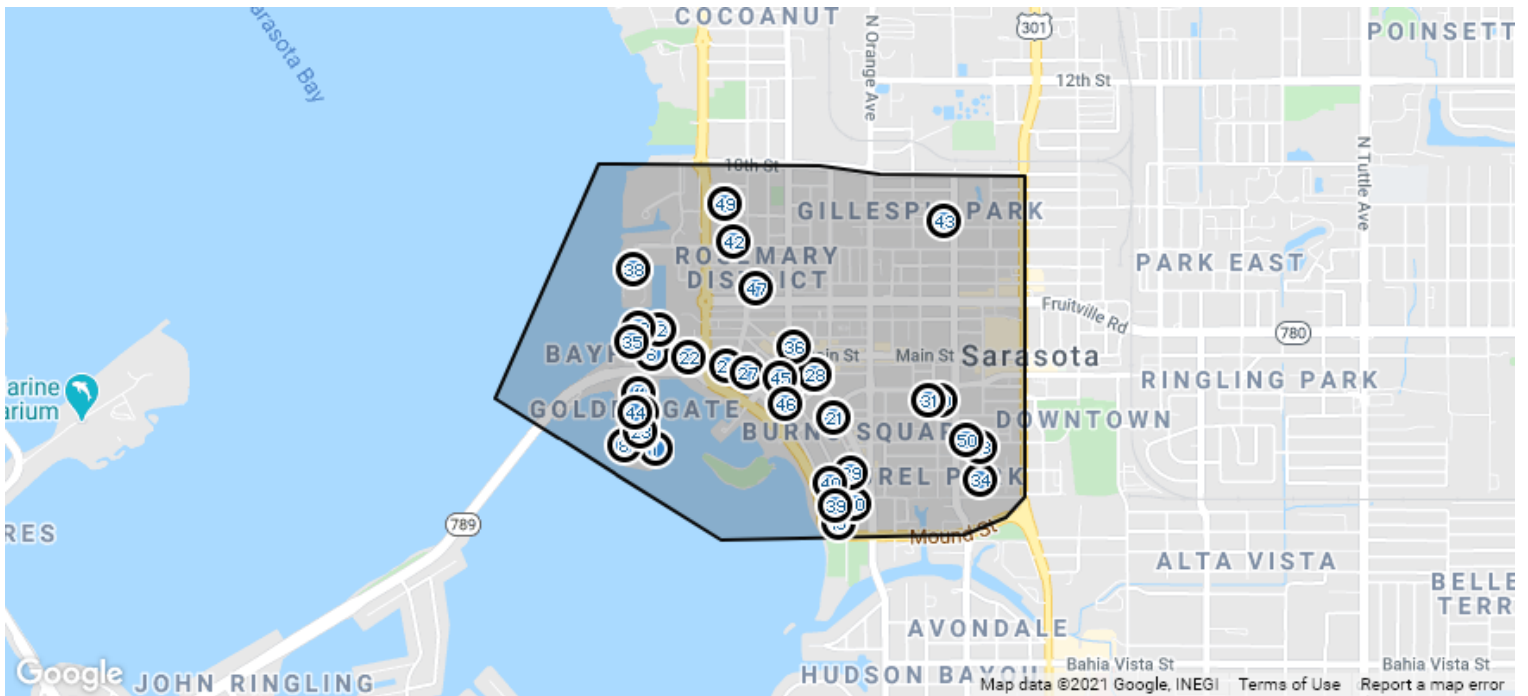 COCOANUT
N Orange Ave
301
POINSETT
Sarasota Bay
12th St
N Tuttle Ave
10th St
49
GILLESPIE PARK
43
42
ROSEMARY
DISTRICT
38
47
PARK EAST
Fruitville Rd
780
35
36
BAYF
22
Main St
Main St
Sarasota
27
45
28
RINGLING PARK
arine
arium
31
46
44
GOLDEN GATE
21
DOWNTOWN
23
BURNS SQUARE
50
LAUREL PARK
34
39
789
Mound St
RES
ALTA VISTA
BELLE
TERR
AVONDALE
HUDSON BAYOU
Bahia Vista St
Bahia Vista St
Google
JOHN RINGLING
Map data ©2021 Google, INEGI
Terms of Use
Report a map error